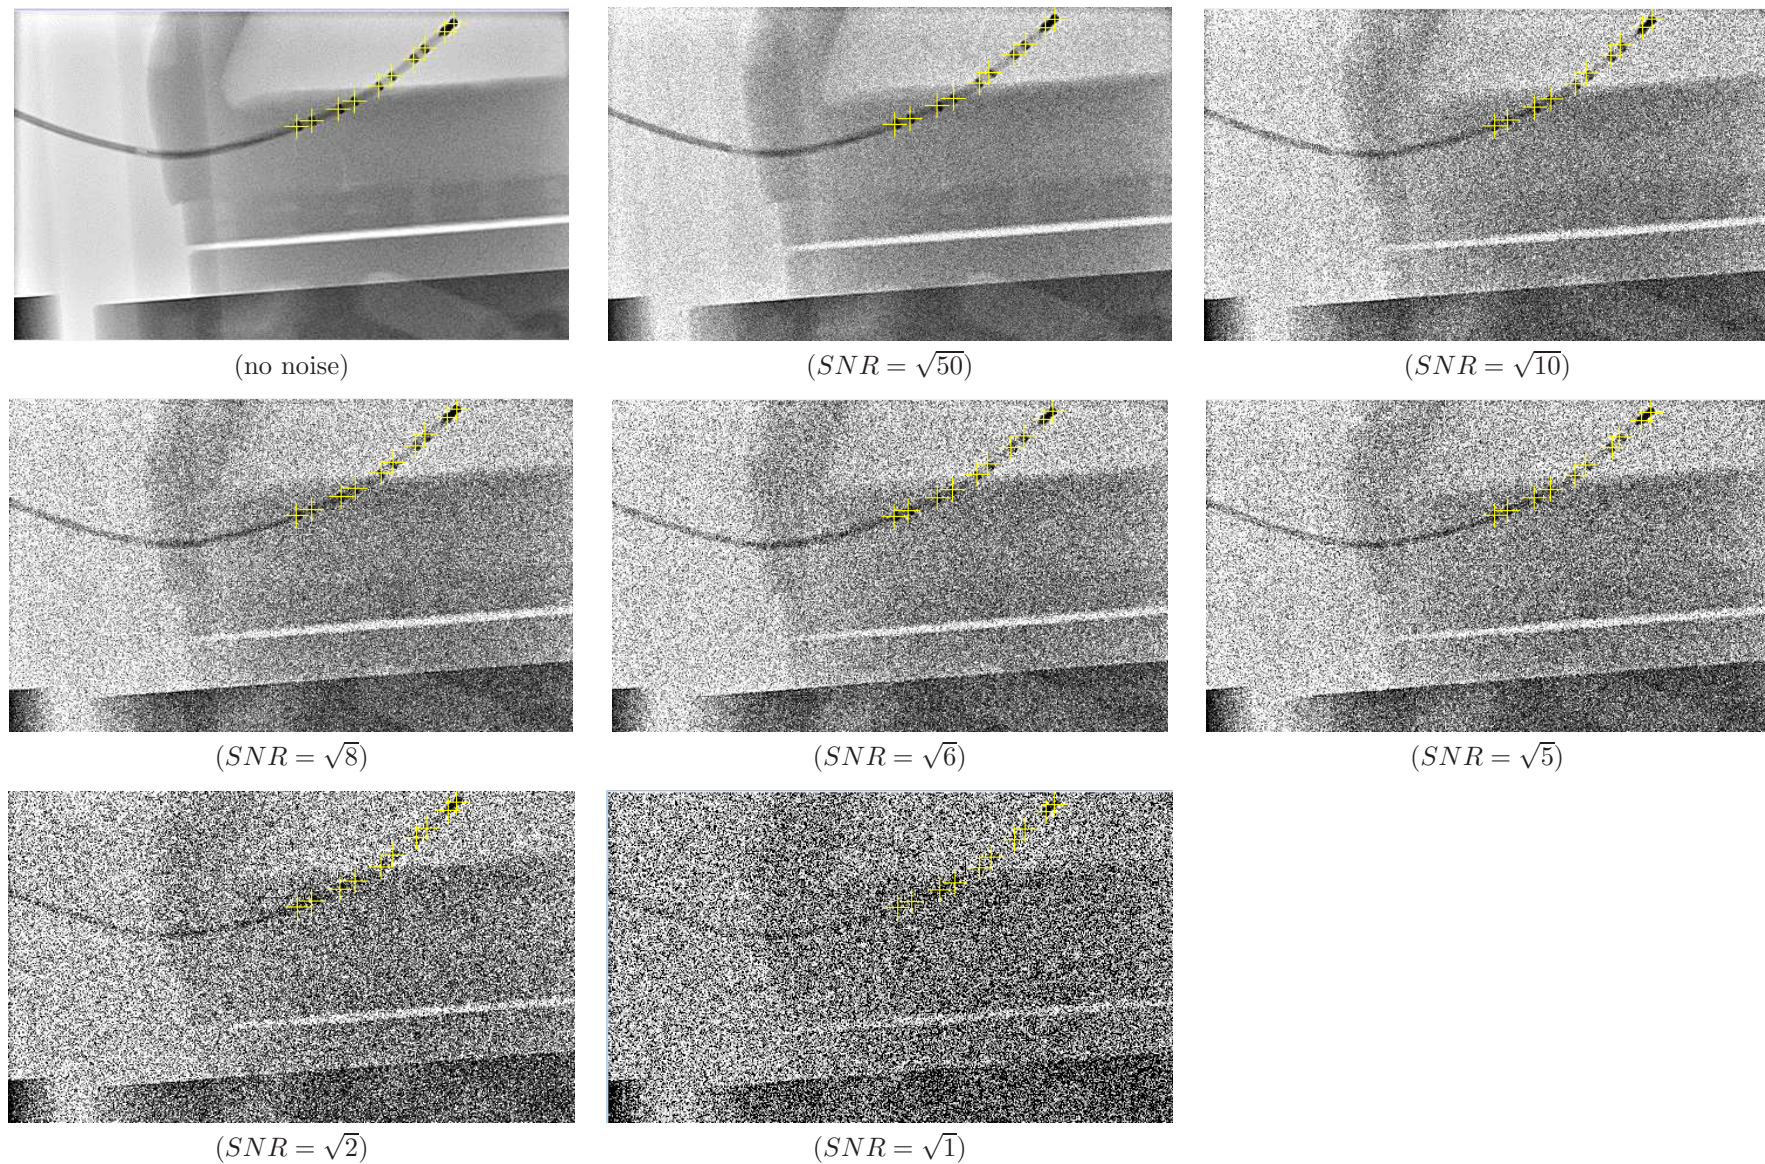 (no noise)
(SNR = √50)
(SNR = √10)
(SNR = √8)
(SNR = √6)
(SNR = √5)
(SNR = √2)
(SNR = √1)